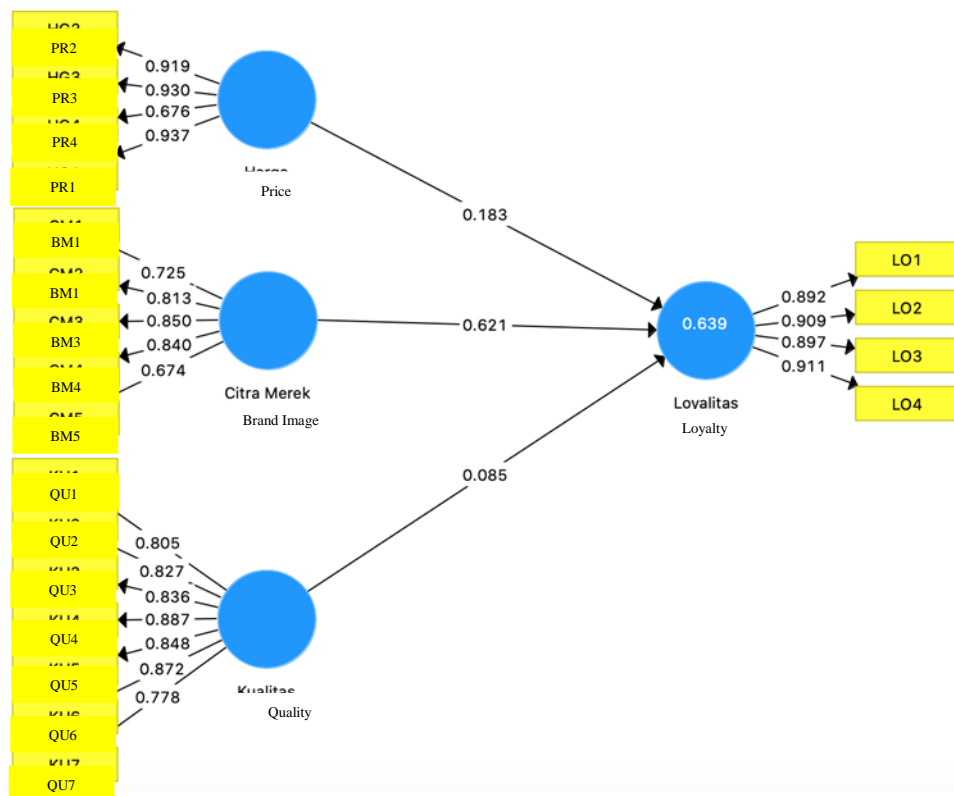 PR2
PR3
PR4
PR1
0.919
0.930
0.676
0.937
Price
BM1
BM1
BM3
BM4
BM5
0.725
0.813
0.850
0.840
0.674
Citra Merek
Brand Image
QU1
QU2
QU3
QU4
QU5
QU6
QU7
0.805
0.827
0.836
0.887
0.848
0.872
0.778
Kualitas
Quality
0.183
0.621
0.085
0.639
Loyalitas
Loyalty
0.892
0.909
0.897
0.911
LO1
LO2
LO3
LO4